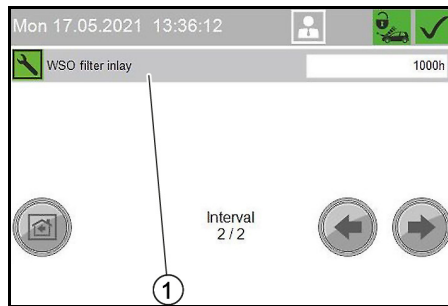 Mon 17.05.2021 13:36:12
WSO filter inlay 1000h
Interval
2 / 2
1